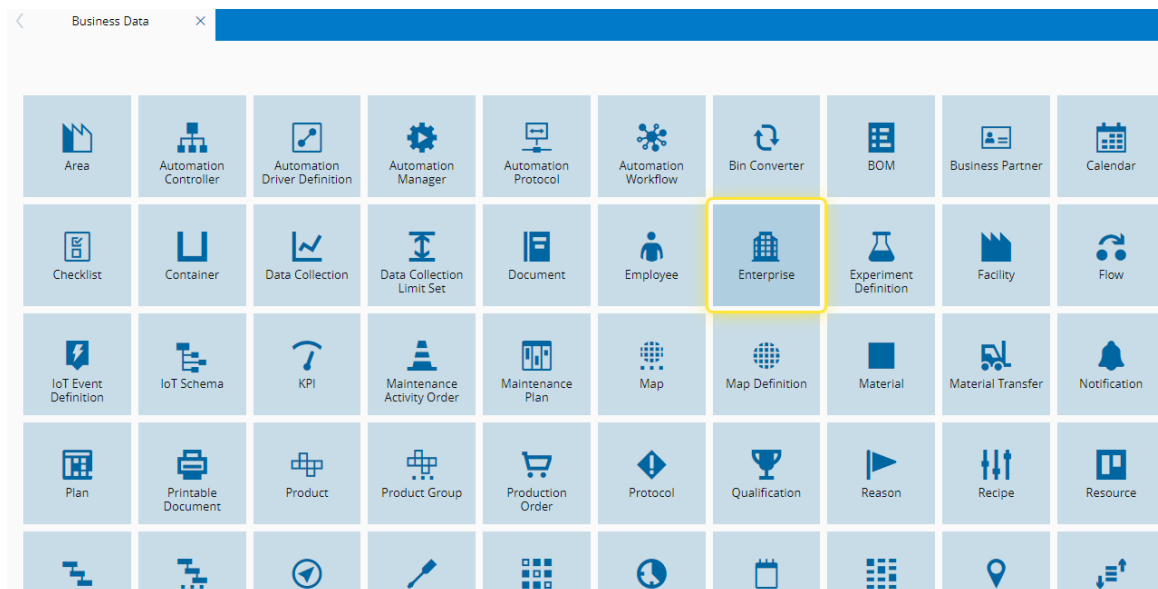 Business Data
Area
Automation
Controller
Automation
Driver Definition
Automation
Manager
Automation
Protocol
Automation
Workflow
Bin Converter
BOM
Business Partner
Calendar
Checklist
Container
Data Collection
Data Collection
Limit Set
Document
Employee
Enterprise
Experiment
Definition
Facility
Flow
IoT Event
Definition
IoT Schema
KPI
Maintenance
Activity Order
Maintenance
Plan
Map
Map Definition
Material
Material Transfer
Notification
Plan
Printable
Document
Product
Product Group
Production
Order
Protocol
Qualification
Reason
Recipe
Resource